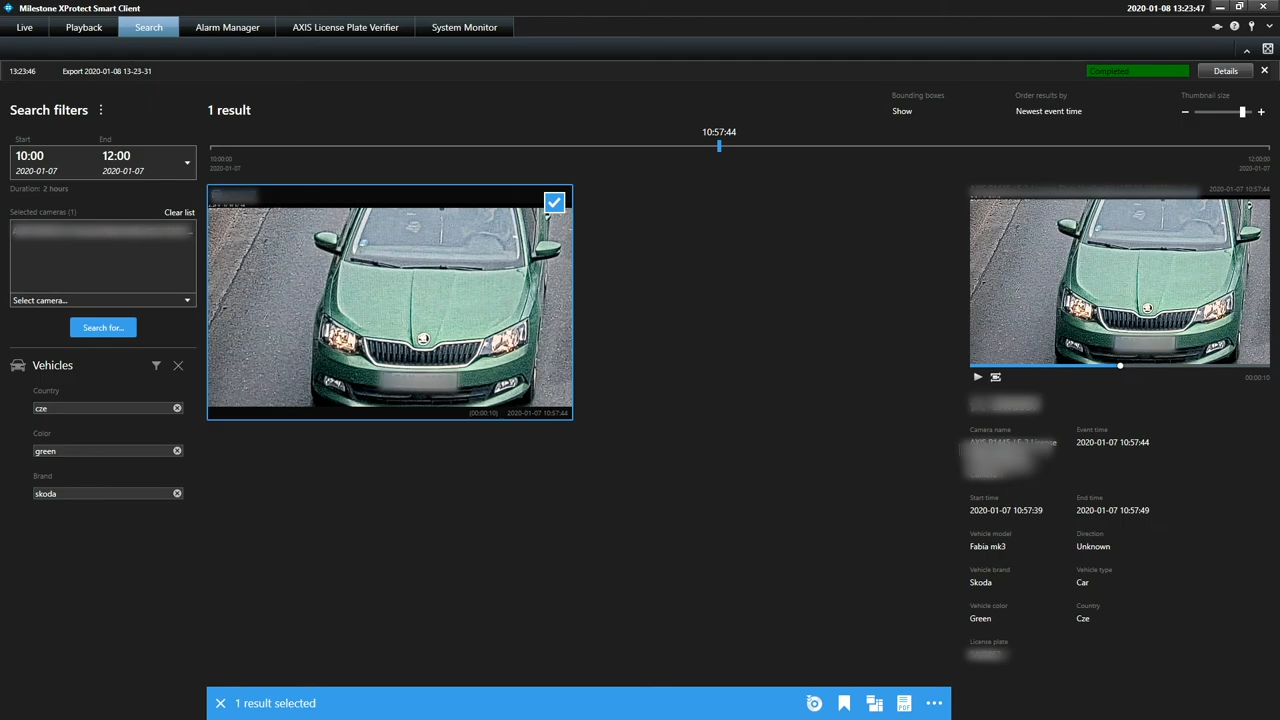 Milestone XProtect Smart Client
2020-01-08 13:23:47
Live
Playback
Search
Alarm Manager
AXIS License Plate Verifier
System Monitor
13:23:46
Export 2020-01-08 13-23-31
Completed
Details
Search filters
1 result
Bounding boxes
Show
Order results by
Newest event time
Thumbnail size
Start
10:00
2020-01-07
End
12:00
2020-01-07
Duration: 2 hours
10:57:44
10:00:00
2020-01-07
12:00:00
2020-01-07
Selected cameras (1)
Clear list
Select camera...
Search for...
Vehicles
Country
cze
Color
green
Brand
skoda
(00:00:10) 2020-01-07 10:57:44
2020-01-07 10:57:44
00:00:10
Camera name
Event time
2020-01-07 10:57:44
Start time
2020-01-07 10:57:39
End time
2020-01-07 10:57:49
Vehicle model
Fabia mk3
Direction
Unknown
Vehicle brand
Skoda
Vehicle type
Car
Vehicle color
Green
Country
Cze
License plate
1 result selected
PDF